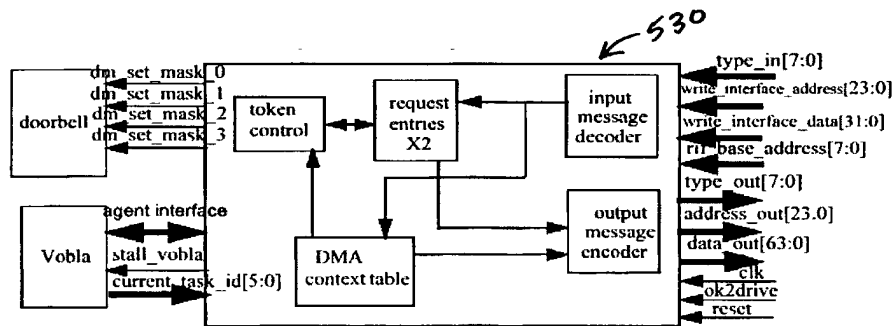 530
dm_set_mask_0
dm_set_mask_1
dm_set_mask_2
dm_set_mask_3
doorbell
agent interface
Vobla
stall_vobla
current_task_id[5:0]
token
control
request
entries
X2
input
message
decoder
DMA
context table
output
message
encoder
type_in[7:0]
write_interface_address[23:0]
write_interface_data[31:0]
rif_base_address[7:0]
type_out[7:0]
address_out[23.0]
data_out[63:0]
clk
ok2drive
reset